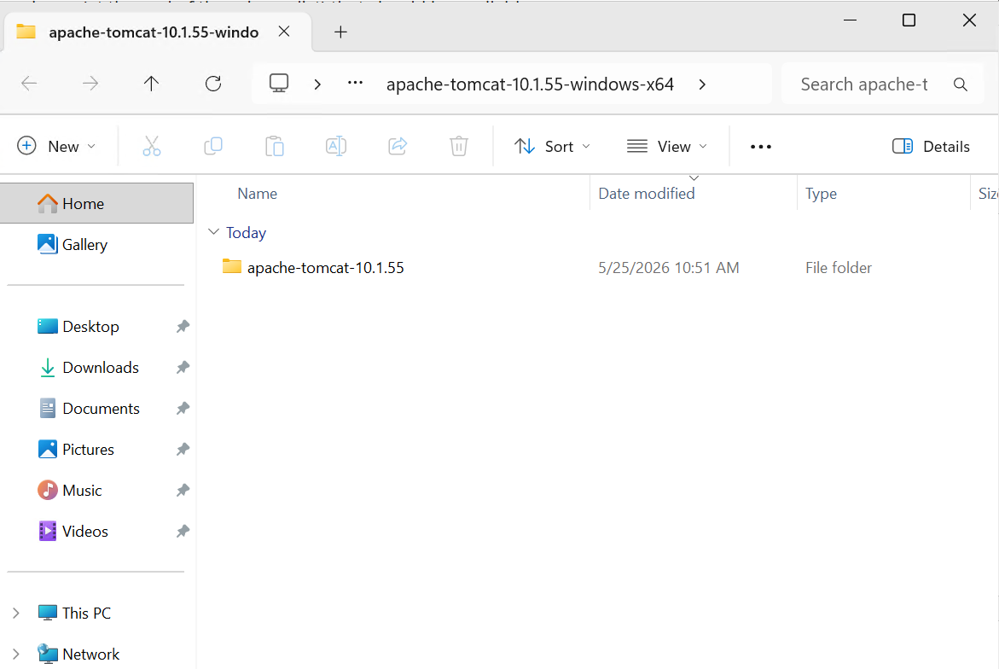 apache-tomcat-10.1.55-windo
apache-tomcat-10.1.55-windows-x64
Search apache-t
New
Sort
View
Details
Name
Date modified
Type
Siz
Home
Gallery
Desktop
Downloads
Documents
Pictures
Music
Videos
This PC
Network
Today
apache-tomcat-10.1.55
5/25/2026 10:51 AM
File folder